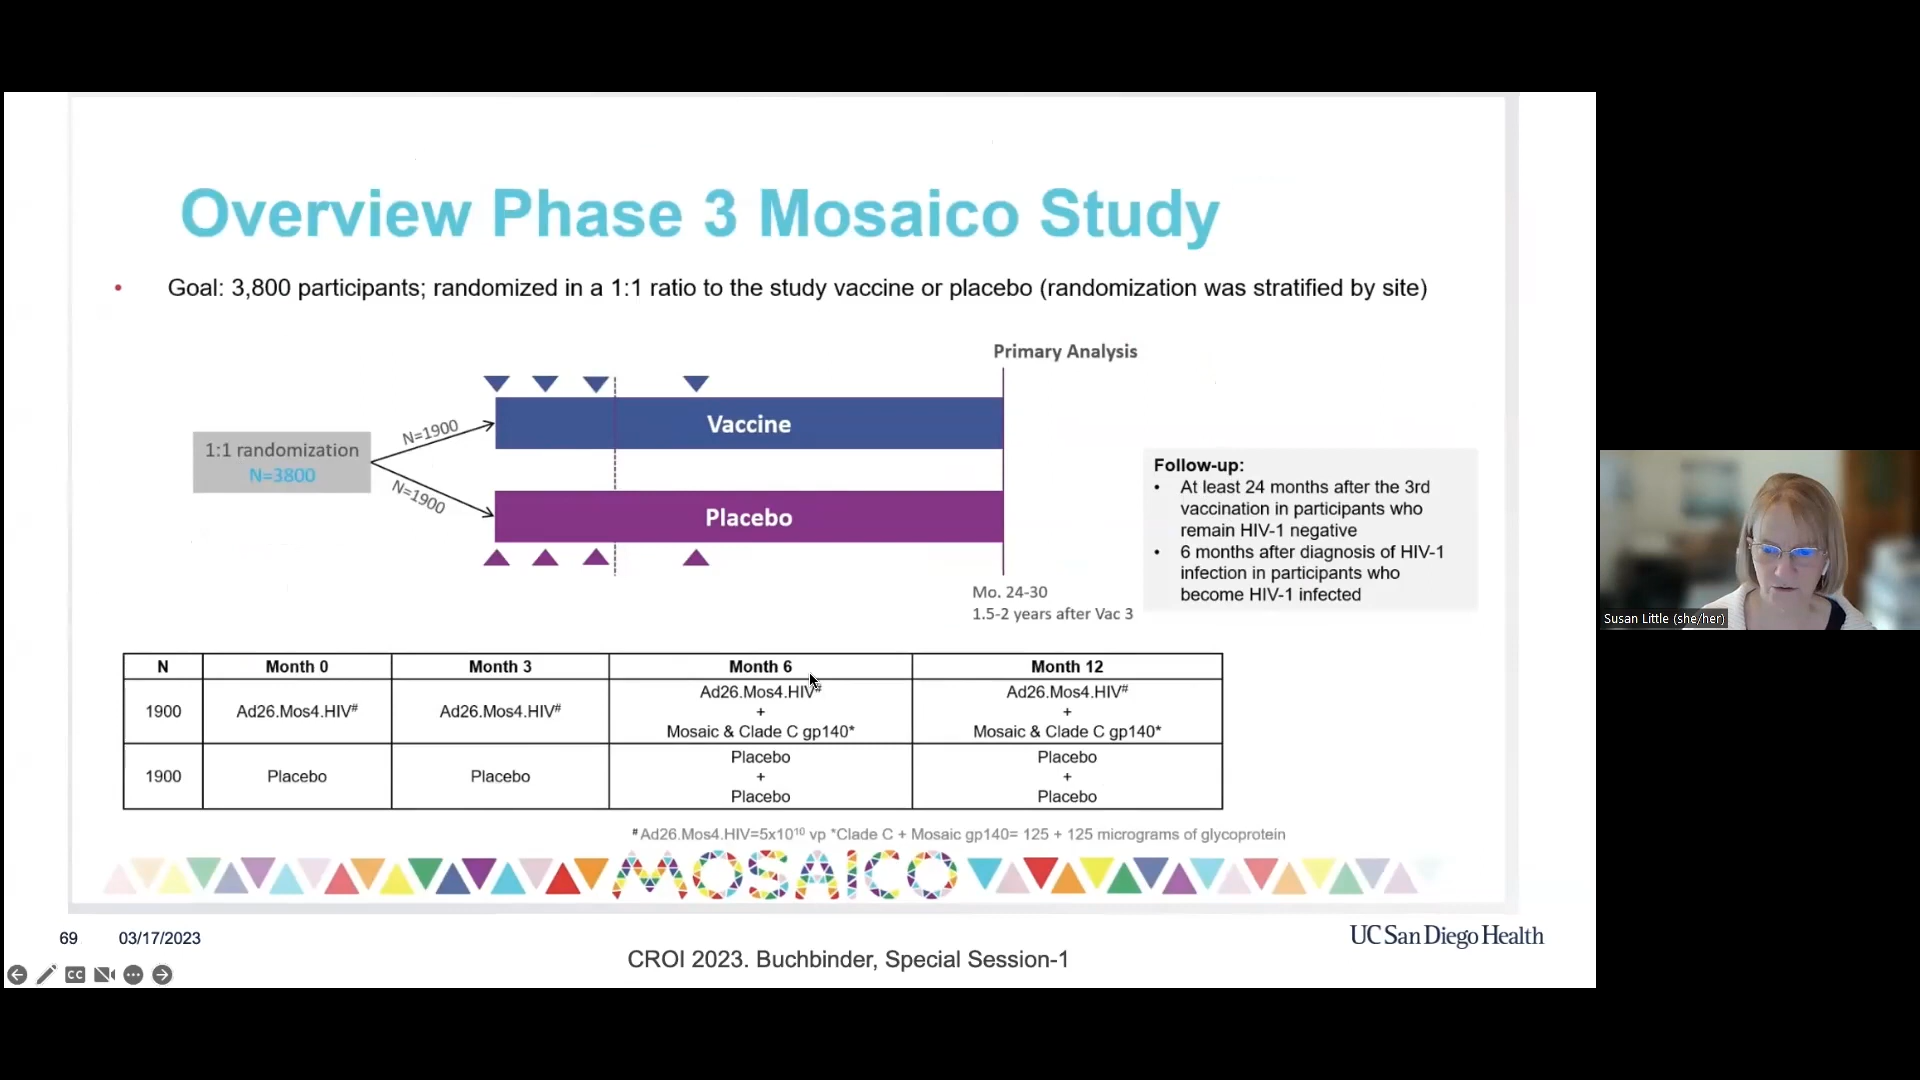 Overview Phase 3 Mosaico Study
• Goal: 3,800 participants; randomized in a 1:1 ratio to the study vaccine or placebo (randomization was stratified by site)
Primary Analysis
1:1 randomization
N=3800
N=1900
N=1900
Vaccine
Placebo
Mo. 24-30
1.5-2 years after Vac 3
Follow-up:
• At least 24 months after the 3rd
vaccination in participants who
remain HIV-1 negative
• 6 months after diagnosis of HIV-1
infection in participants who
become HIV-1 infected
N Month 0 Month 3 Month 6 Month 12
1900 Ad26.Mos4.HIV# Ad26.Mos4.HIV# Ad26.Mos4.HIV# + Mosaic & Clade C gp140* Ad26.Mos4.HIV# + Mosaic & Clade C gp140*
1900 Placebo Placebo Placebo + Placebo Placebo + Placebo
#Ad26.Mos4.HIV=5x10¹⁰ vp *Clade C + Mosaic gp140= 125 + 125 micrograms of glycoprotein
MOSAICO
69 03/17/2023
UC San Diego Health
CROI 2023. Buchbinder, Special Session-1
CC
Susan Little (she/her)